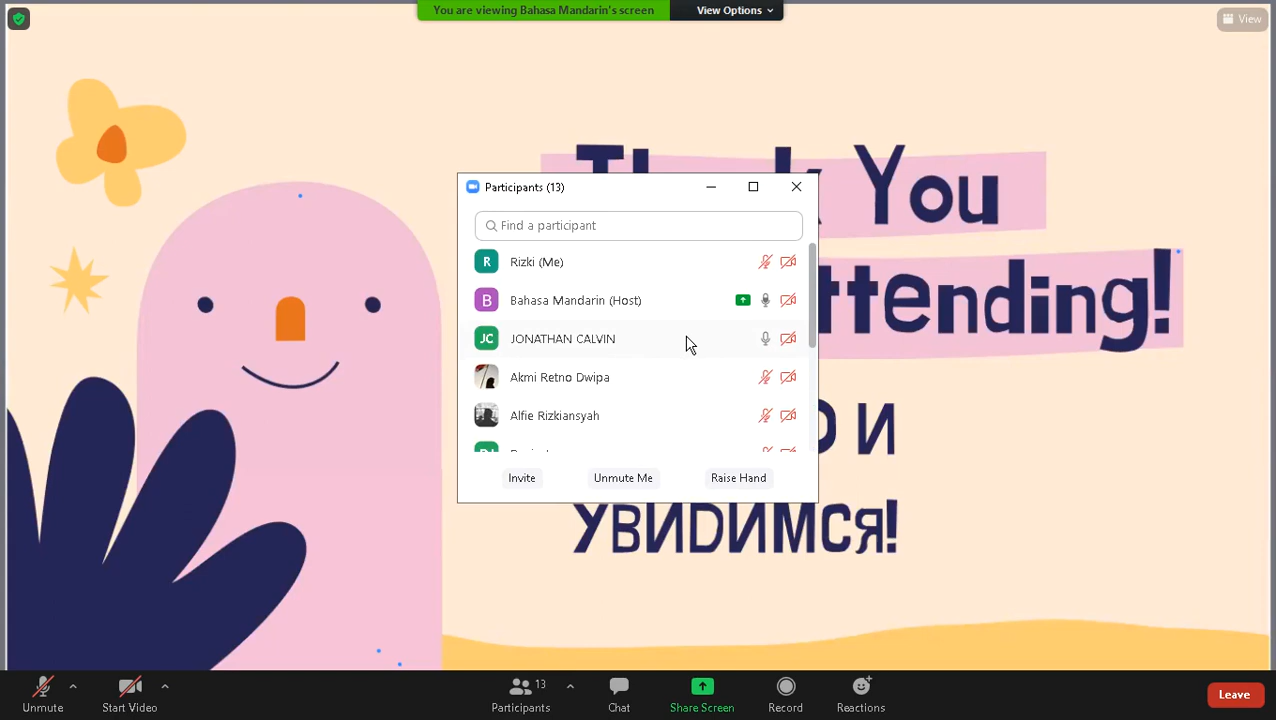 You are viewing Bahasa Mandarin's screen
View Options
View
You
Participants (13)
Find a participant
R
Rizki (Me)
B
Bahasa Mandarin (Host)
JC
JONATHAN CALVIN
Akmi Retno Dwipa
Alfie Rizkiansyah
Invite
Unmute Me
Raise Hand
ttending!
О И
УВИDИМСЯ!
Unmute
Start Video
13
Participants
Chat
Share Screen
Record
Reactions
Leave